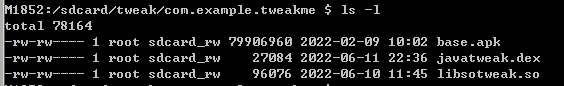 M1852:/sdcard/tweak/com.example.tweakme $ ls -l
total 78164
-rw-rw---- 1 root sdcard_rw 79906960 2022-02-09 10:02 base.apk
-rw-rw---- 1 root sdcard_rw    27084 2022-06-11 22:36 javatweak.dex
-rw-rw---- 1 root sdcard_rw    96076 2022-06-10 11:45 libsotweak.so